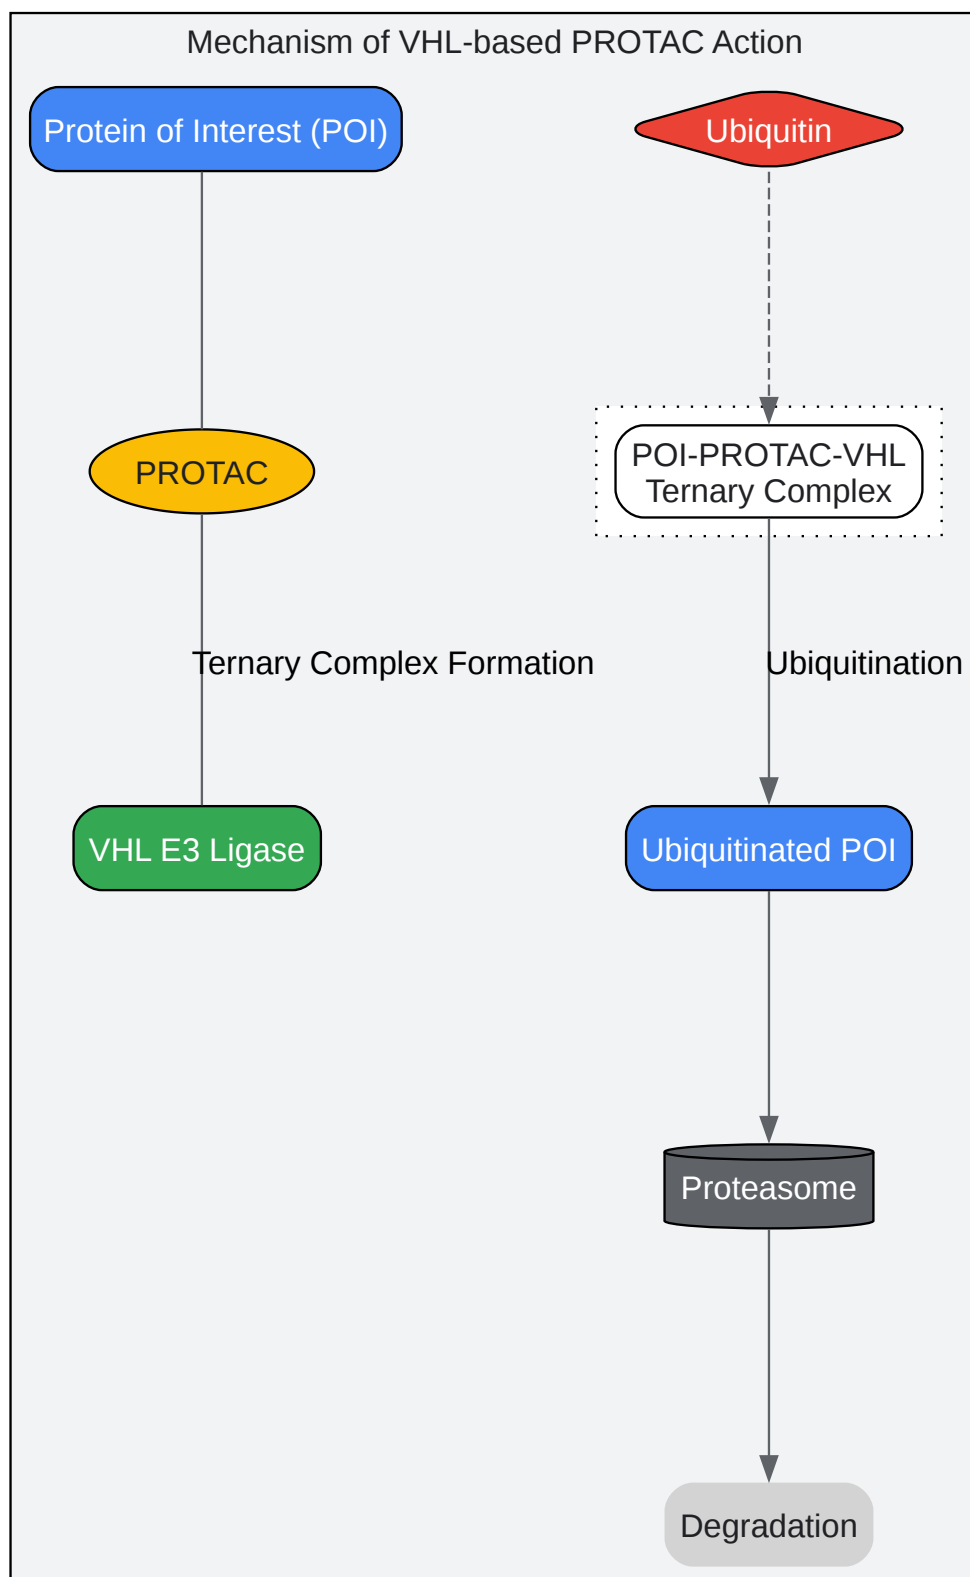 Mechanism of VHL-based PROTAC Action
Protein of Interest (POI)
Ubiquitin
PROTAC
POI-PROTAC-VHL
Ternary Complex
Ternary Complex Formation
Ubiquitination
VHL E3 Ligase
Ubiquitinated POI
Proteasome
Degradation